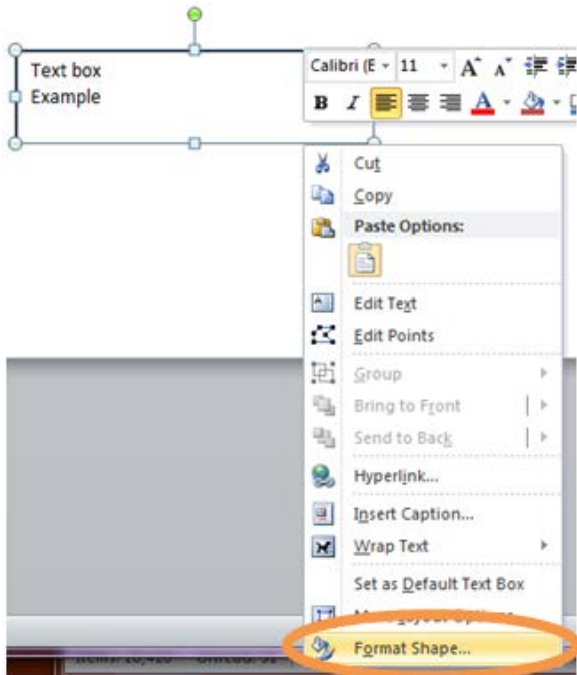 Text box
Example
Calibri (E 11 A A
B I A
Cut
Copy
Paste Options:
Edit Text
Edit Points
Group
Bring to Front
Send to Back
Hyperlink...
Insert Caption...
Wrap Text
Set as Default Text Box
Options
Format Shape...